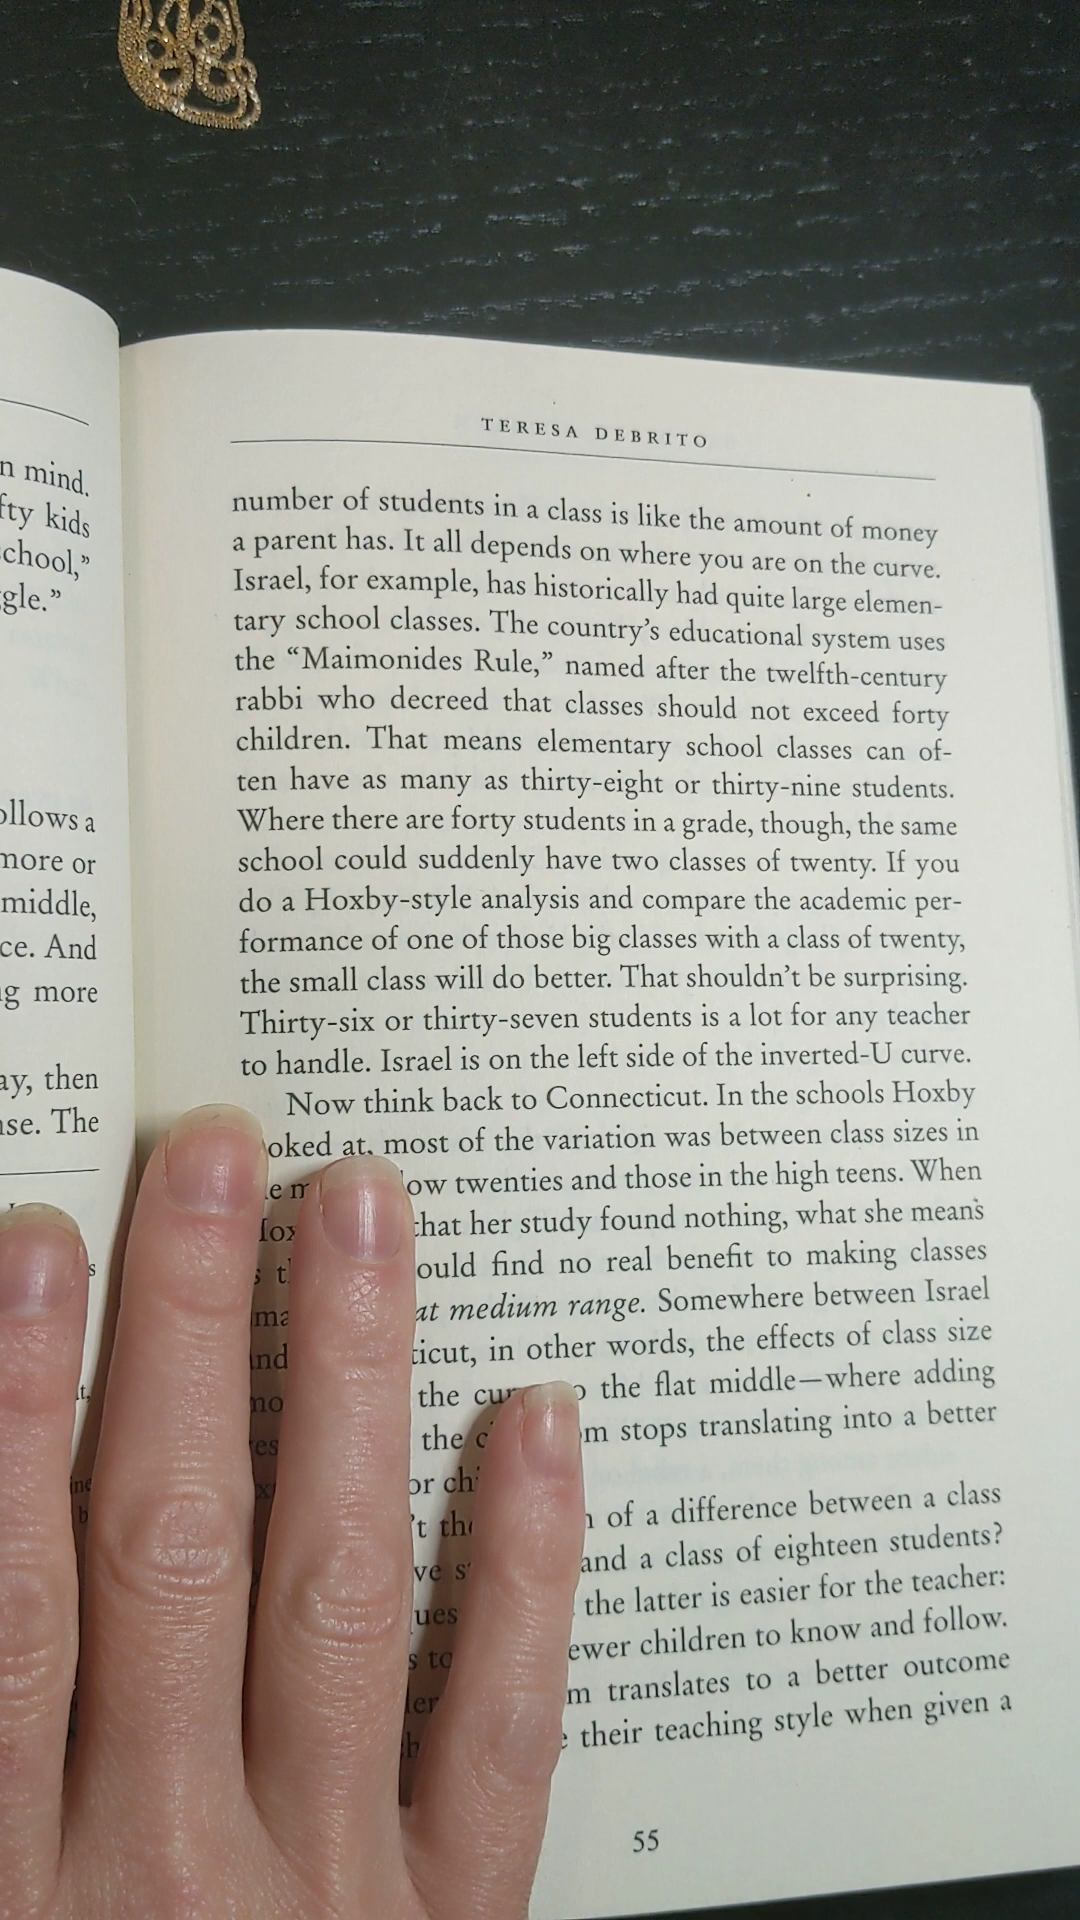 n mind.
fty kids
chool,”
gle.”
ollows a
more or
middle,
ce. And
g more
ay, then
se. The
TERESA DEBRITO
number of students in a class is like the amount of money
a parent has. It all depends on where you are on the curve.
Israel, for example, has historically had quite large elemen-
tary school classes. The country’s educational system uses
the “Maimonides Rule,” named after the twelfth-century
rabbi who decreed that classes should not exceed forty
children. That means elementary school classes can of-
ten have as many as thirty-eight or thirty-nine students.
Where there are forty students in a grade, though, the same
school could suddenly have two classes of twenty. If you
do a Hoxby-style analysis and compare the academic per-
formance of one of those big classes with a class of twenty,
the small class will do better. That shouldn’t be surprising.
Thirty-six or thirty-seven students is a lot for any teacher
to handle. Israel is on the left side of the inverted-U curve.
Now think back to Connecticut. In the schools Hoxby
oked at, most of the variation was between class sizes in
ow twenties and those in the high teens. When
that her study found nothing, what she means
ould find no real benefit to making classes
at medium range. Somewhere between Israel
ticut, in other words, the effects of class size
the the flat middle—where adding
the m stops translating into a better
or
’t of a difference between a class
and a class of eighteen students?
the latter is easier for the teacher:
ewer children to know and follow.
m translates to a better outcome
their teaching style when given a
55